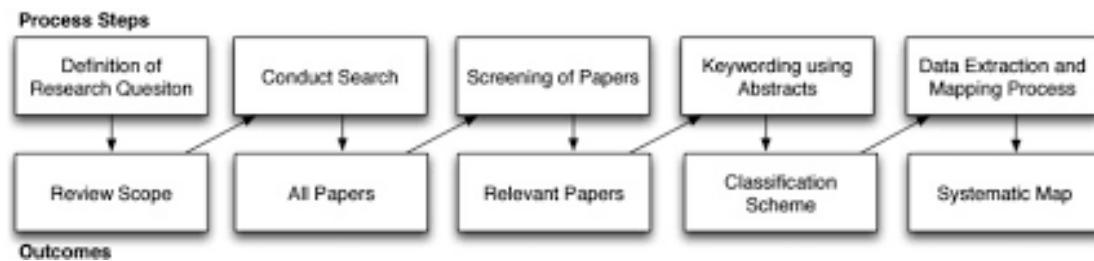 Process Steps
Definition of
Research Quesiton
Conduct Search
Screening of Papers
Keywording using
Abstracts
Data Extraction and
Mapping Process
Review Scope
All Papers
Relevant Papers
Classification
Scheme
Systematic Map
Outcomes